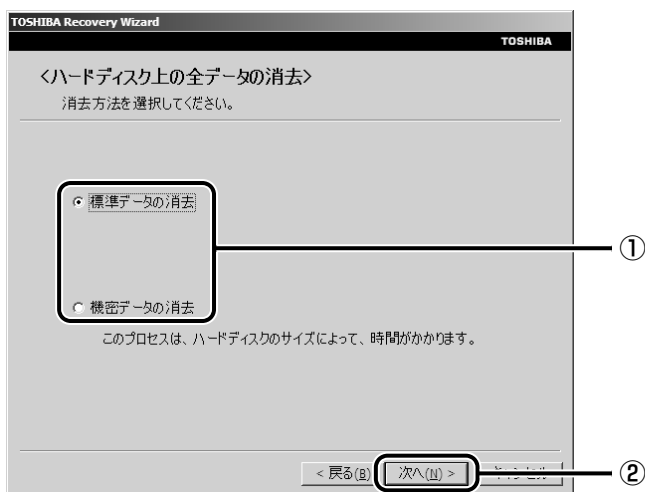 TOSHIBA Recovery Wizard
TOSHIBA
<ハードディスク上の全データの消去>
消去方法を選択してください。
標準データの消去
①
機密データの消去
このプロセスは、ハードディスクのサイズによって、時間がかかります。
< 戻る(B) 次へ(N) >
②